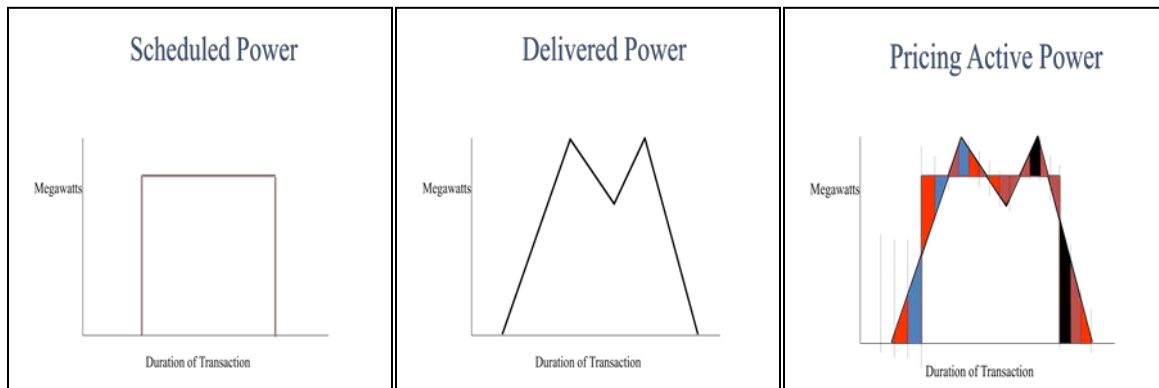 Scheduled Power
Megawatts
Duration of Transaction
Delivered Power
Megawatts
Duration of Transaction
Pricing Active Power
Megawatts
Duration of Transaction